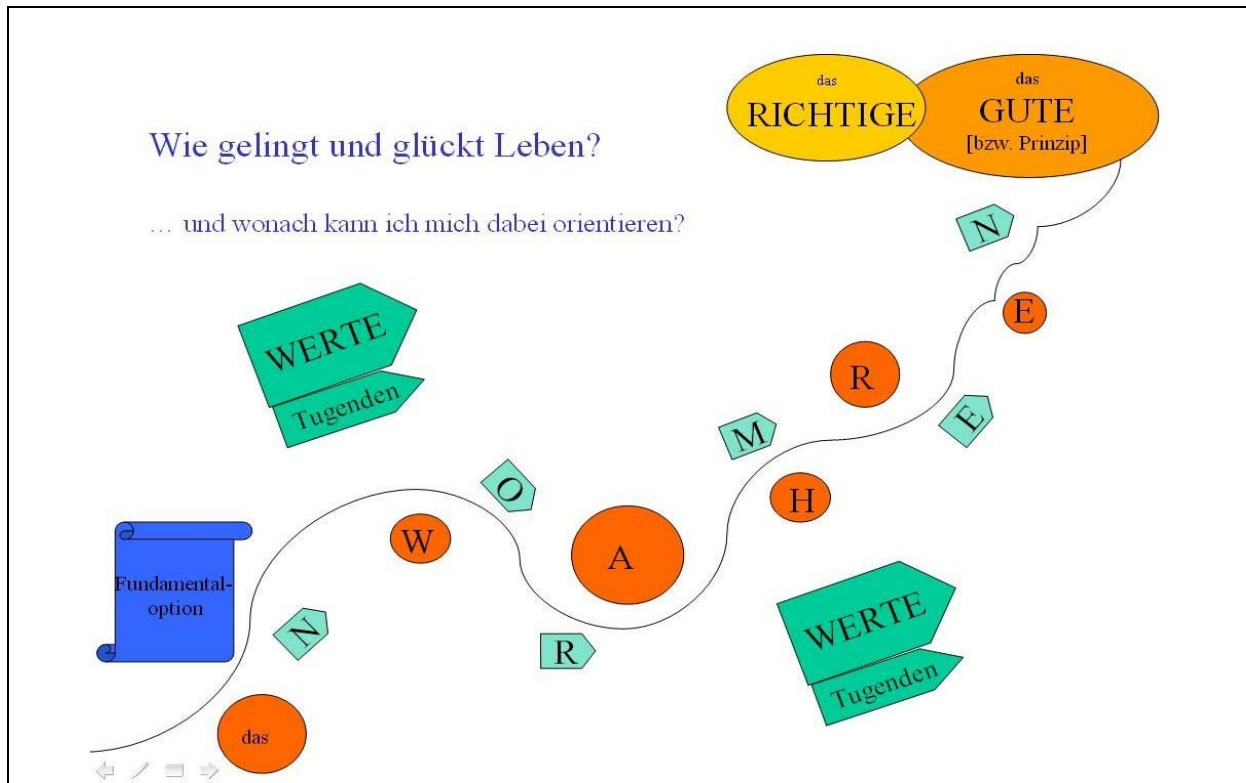 das
RICHTIGE
das
GUTE
[bzw. Prinzip]
Wie gelingt und glückt Leben?
… und wonach kann ich mich dabei orientieren?
WERTE
Tugenden
Fundamental-
option
N
O
R
M
E
N
das
W
A
H
R
E
WERTE
Tugenden